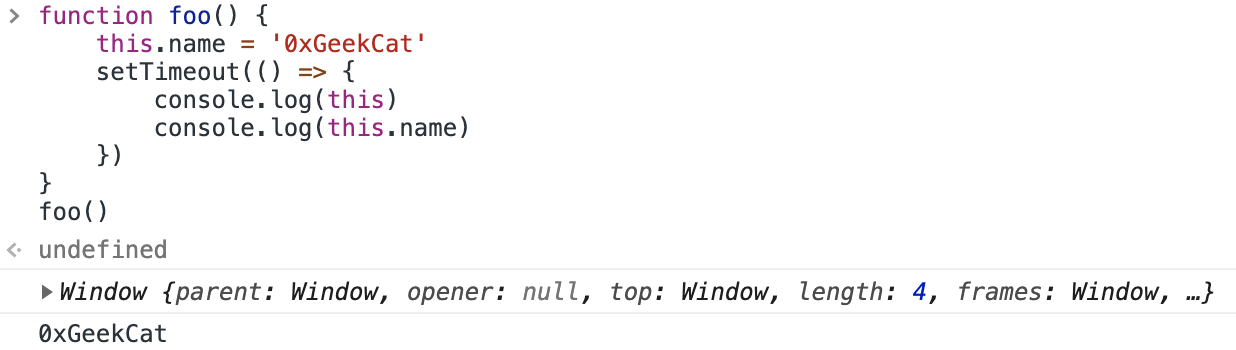 > function foo() {
    this.name = '0xGeekCat'
    setTimeout(() => {
        console.log(this)
        console.log(this.name)
    })
}
foo()
undefined
Window {parent: Window, opener: null, top: Window, length: 4, frames: Window, …}
0xGeekCat